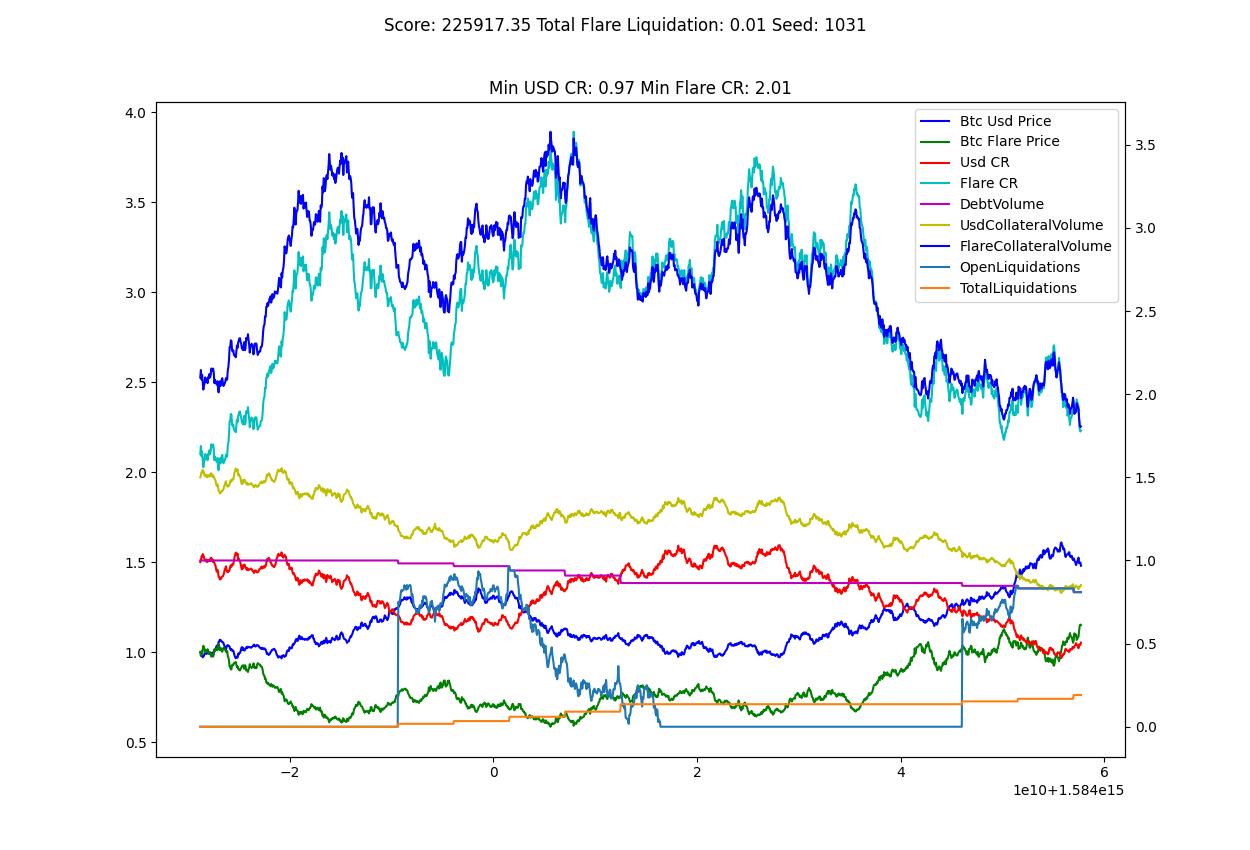 Score: 225917.35 Total Flare Liquidation: 0.01 Seed: 1031
Min USD CR: 0.97 Min Flare CR: 2.01
4.0
3.5
3.0
2.5
2.0
1.5
1.0
0.5
Btc Usd Price
Btc Flare Price
Usd CR
Flare CR
DebtVolume
UsdCollateralVolume
FlareCollateralVolume
OpenLiquidations
TotalLiquidations
3.5
3.0
2.5
2.0
1.5
1.0
0.5
0.0
−2
0
2
4
6
1e10+1.584e15